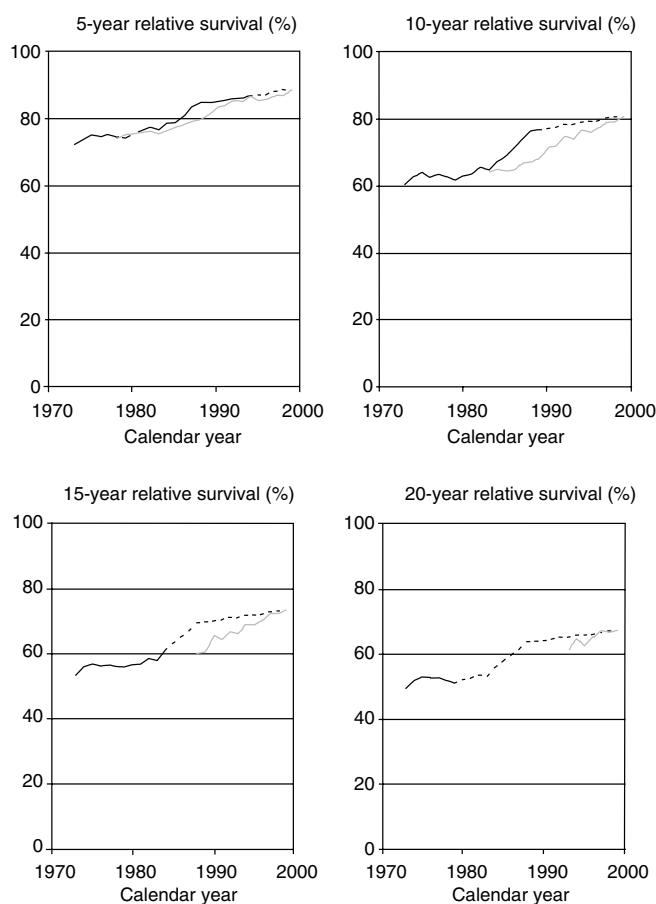 5-year relative survival (%)
100
80
60
40
20
0
1970 1980 1990 2000
Calendar year
10-year relative survival (%)
100
80
60
40
20
0
1970 1980 1990 2000
Calendar year
15-year relative survival (%)
100
80
60
40
20
0
1970 1980 1990 2000
Calendar year
20-year relative survival (%)
100
80
60
40
20
0
1970 1980 1990 2000
Calendar year